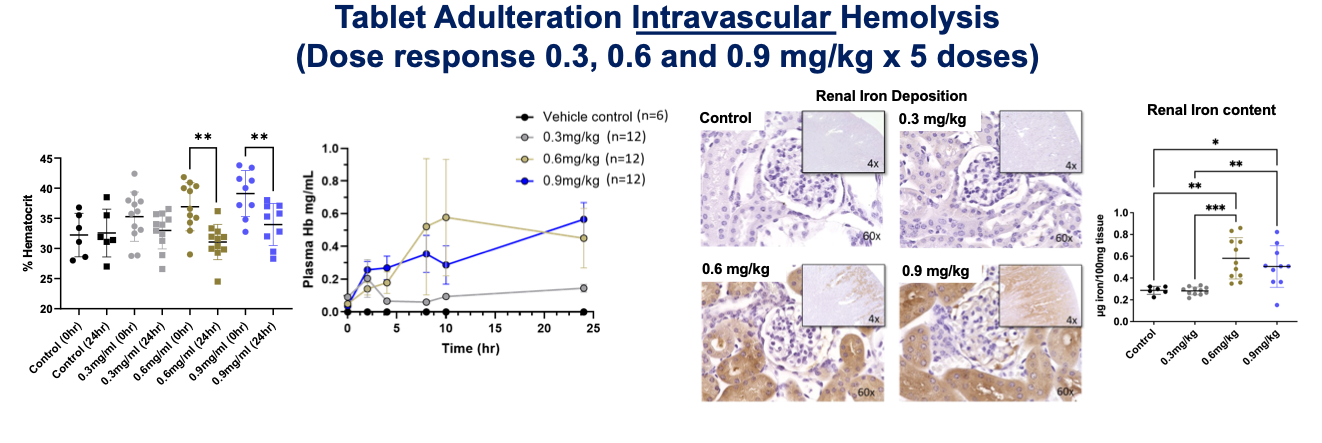 Tablet Adulteration Intravascular Hemolysis
(Dose response 0.3, 0.6 and 0.9 mg/kg x 5 doses)
**
**
% Hematocrit
45
40
35
30
25
20
Control (0hr)
Control (24hr)
0.3mg/ml (0hr)
0.3mg/ml (24hr)
0.6mg/ml (0hr)
0.6mg/ml (24hr)
0.9mg/ml (0hr)
0.9mg/ml (24hr)
Vehicle control (n=6)
0.3mg/kg (n=12)
0.6mg/kg (n=12)
0.9mg/kg (n=12)
Plasma Hb mg/mL
1.0
0.8
0.6
0.4
0.2
0.0
0
5
10
15
20
25
Time (hr)
Renal Iron Deposition
Control
4x
60x
0.3 mg/kg
4x
60x
0.6 mg/kg
4x
60x
0.9 mg/kg
4x
60x
Renal Iron content
*
**
**
***
µg iron/100mg tissue
1.0
0.8
0.6
0.4
0.2
0.0
Control
0.3mg/kg
0.6mg/kg
0.9mg/kg